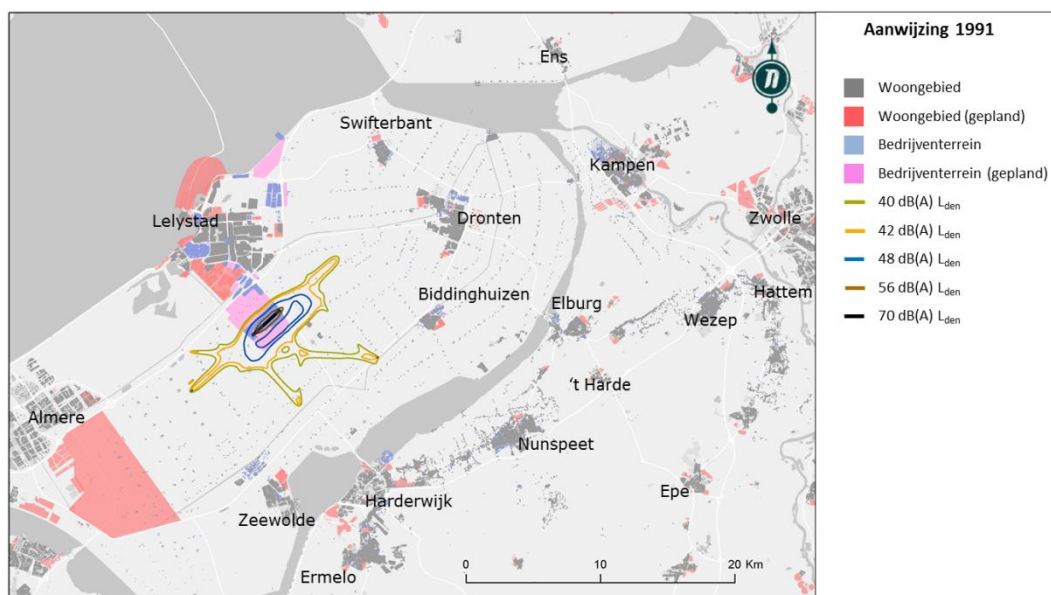 Aanwijzing 1991
Woongebied
Woongebied (gepland)
Bedrijventerrein
Bedrijventerrein (gepland)
40 dB(A) Lden
42 dB(A) Lden
48 dB(A) Lden
56 dB(A) Lden
70 dB(A) Lden
Ens
Swifterbant
Kampen
Lelystad
Dronten
Zwolle
Biddinghuizen
Elburg
Hattem
Wezep
't Harde
Almere
Nunspeet
Epe
Harderwijk
Zeewolde
Ermelo
0 10 20 Km